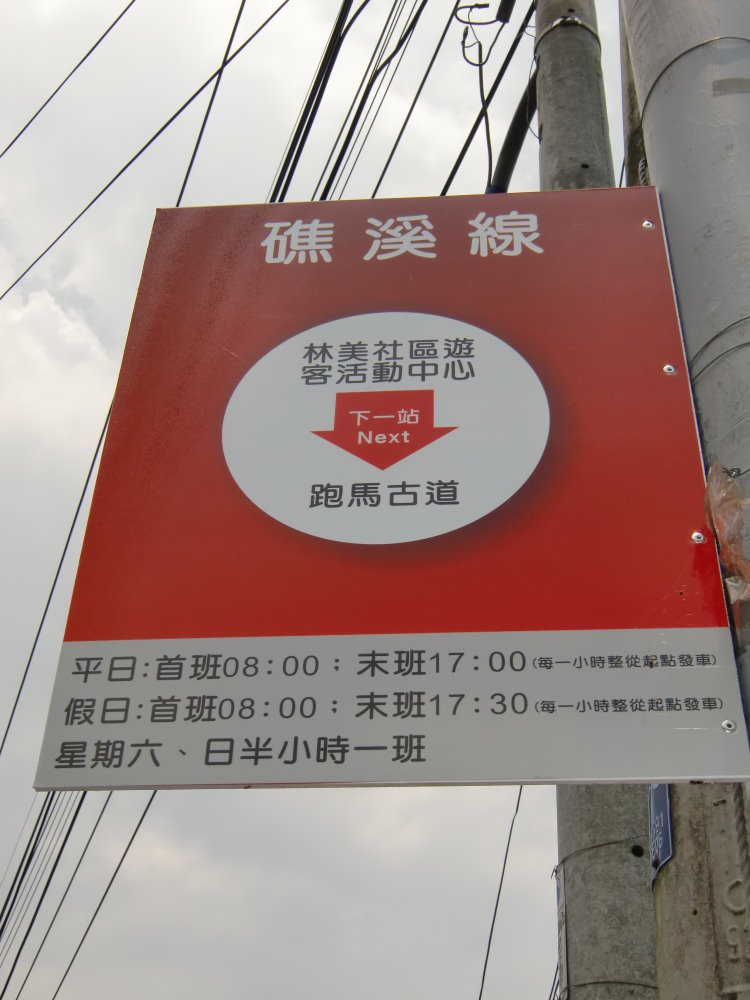 礁溪線
林美社區遊
客活動中心
下一站
Next
跑馬古道
平日:首班08:00；末班17:00(每一小時整從起點發車)
假日:首班08:00；末班17:30(每一小時整從起點發車)
星期六、日半小時一班